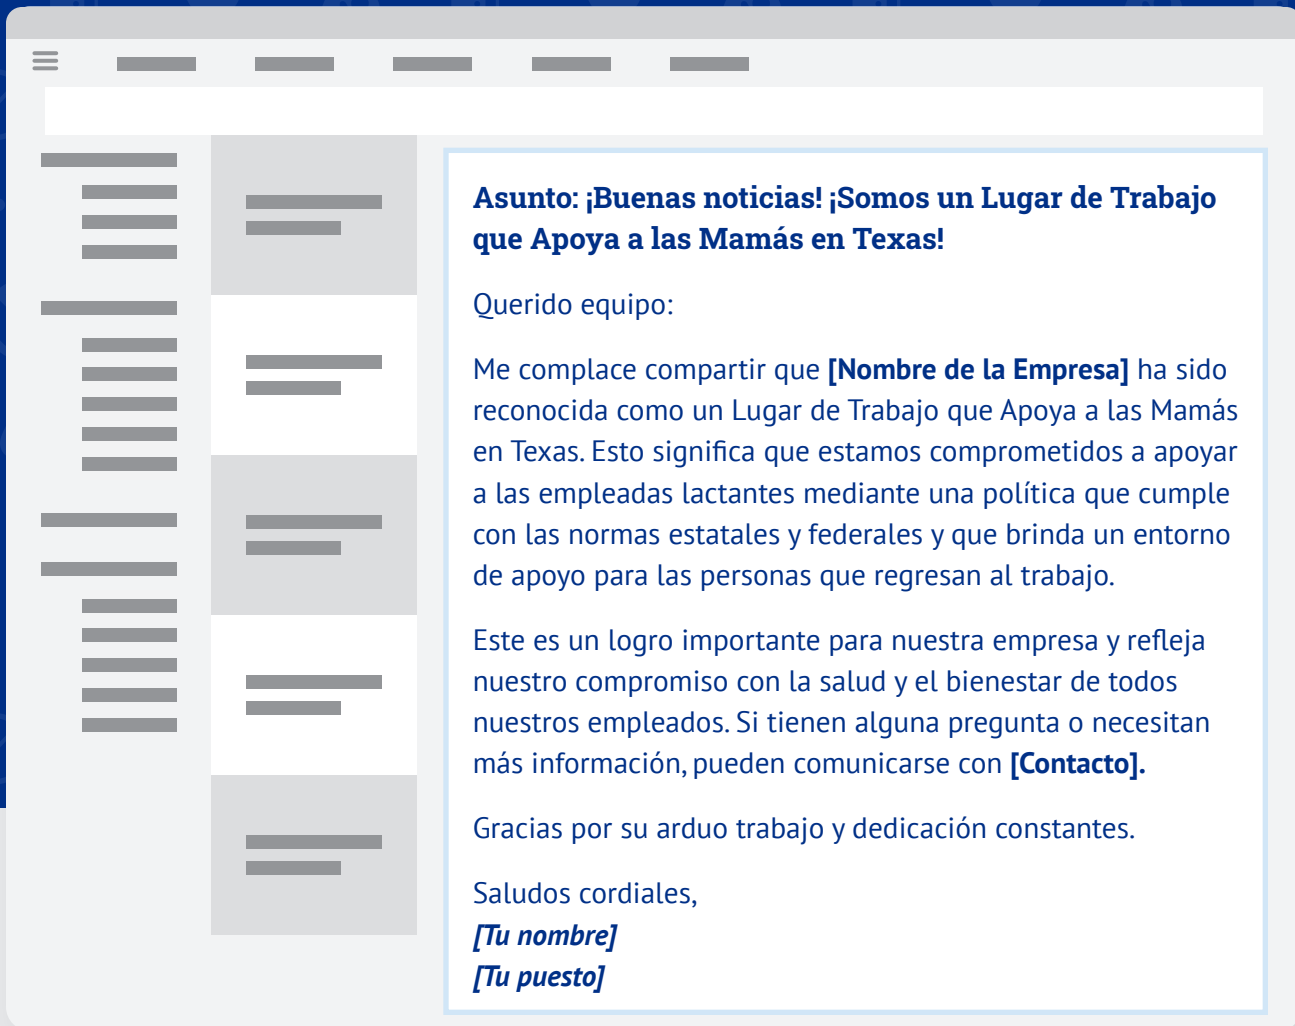 Asunto: ¡Buenas noticias! ¡Somos un Lugar de Trabajo
que Apoya a las Mamás en Texas!
Querido equipo:
Me complace compartir que [Nombre de la Empresa] ha sido
reconocida como un Lugar de Trabajo que Apoya a las Mamás
en Texas. Esto significa que estamos comprometidos a apoyar
a las empleadas lactantes mediante una política que cumple
con las normas estatales y federales y que brinda un entorno
de apoyo para las personas que regresan al trabajo.
Este es un logro importante para nuestra empresa y refleja
nuestro compromiso con la salud y el bienestar de todos
nuestros empleados. Si tienen alguna pregunta o necesitan
más información, pueden comunicarse con [Contacto].
Gracias por su arduo trabajo y dedicación constantes.
Saludos cordiales,
[Tu nombre]
[Tu puesto]